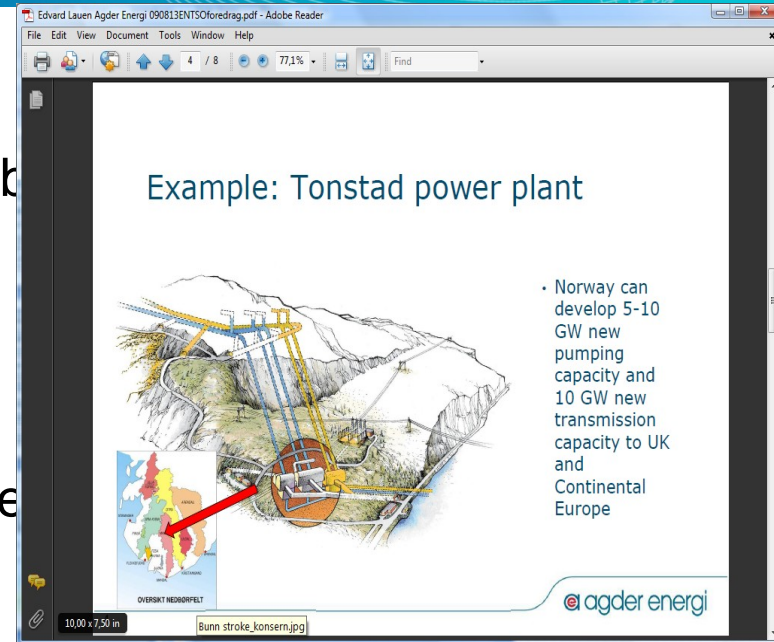 Edvard Lauen Agder Energi 090813ENTSOforedrag.pdf - Adobe Reader
File Edit View Document Tools Window Help
4 / 8 77,1% Find
Example: Tonstad power plant
• Norway can
develop 5-10
GW new
pumping
capacity and
10 GW new
transmission
capacity to UK
and
Continental
Europe
OVERSIKT NEDBØRFELT
agder energi
10,00 x 7,50 in
Bunn stroke_konsern.jpg